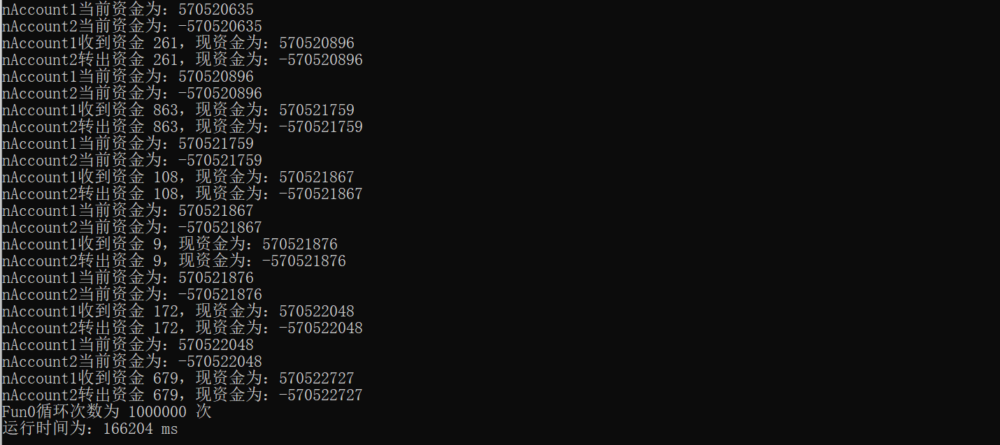 nAccount1当前资金为：570520635
nAccount2当前资金为：-570520635
nAccount1收到资金 261，现资金为：570520896
nAccount2转出资金 261，现资金为：-570520896
nAccount1当前资金为：570520896
nAccount2当前资金为：-570520896
nAccount1收到资金 863，现资金为：570521759
nAccount2转出资金 863，现资金为：-570521759
nAccount1当前资金为：570521759
nAccount2当前资金为：-570521759
nAccount1收到资金 108，现资金为：570521867
nAccount2转出资金 108，现资金为：-570521867
nAccount1当前资金为：570521867
nAccount2当前资金为：-570521867
nAccount1收到资金 9，现资金为：570521876
nAccount2转出资金 9，现资金为：-570521876
nAccount1当前资金为：570521876
nAccount2当前资金为：-570521876
nAccount1收到资金 172，现资金为：570522048
nAccount2转出资金 172，现资金为：-570522048
nAccount1当前资金为：570522048
nAccount2当前资金为：-570522048
nAccount1收到资金 679，现资金为：570522727
nAccount2转出资金 679，现资金为：-570522727
Fun0循环次数为 1000000 次
运行时间为：166204 ms